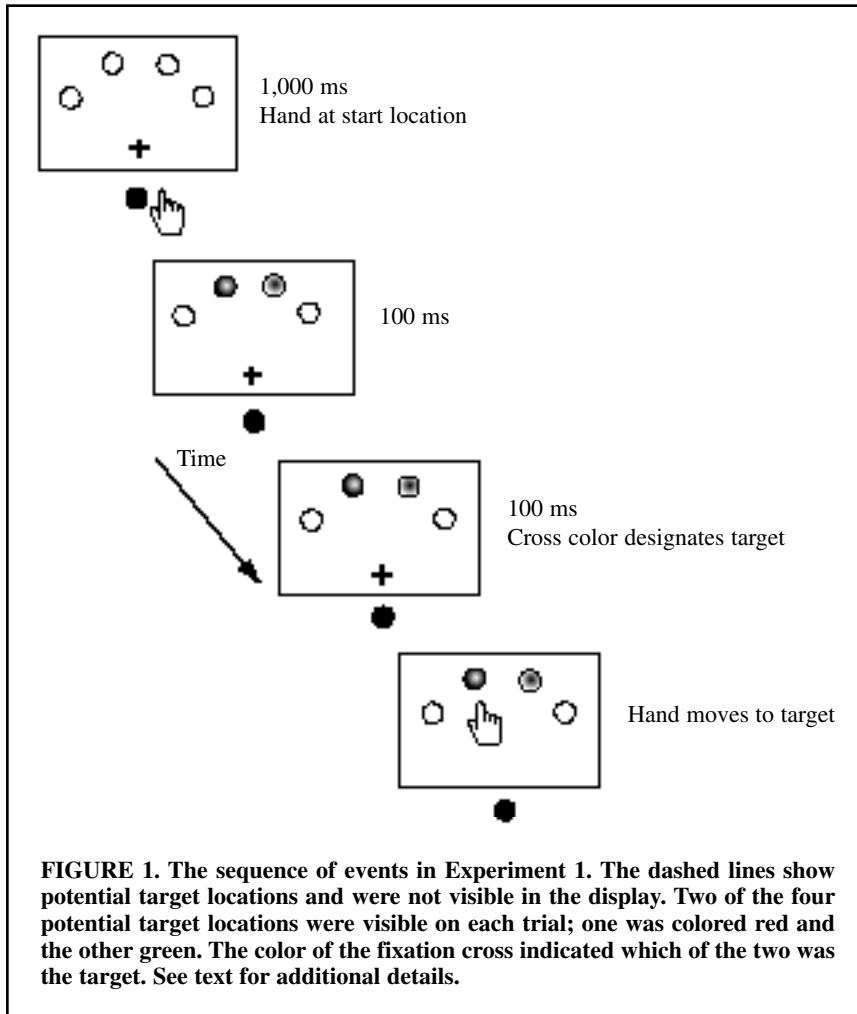 1,000 ms
Hand at start location
100 ms
Time
100 ms
Cross color designates target
Hand moves to target
FIGURE 1. The sequence of events in Experiment 1. The dashed lines show
potential target locations and were not visible in the display. Two of the four
potential target locations were visible on each trial; one was colored red and
the other green. The color of the fixation cross indicated which of the two was
the target. See text for additional details.